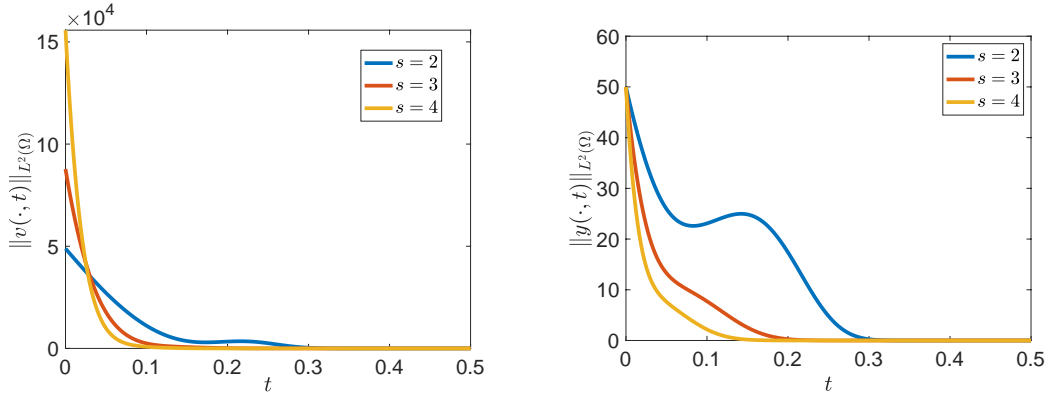 ×10⁴
15
10
5
0
0 0.1 0.2 0.3 0.4 0.5
t
‖v(·, t)‖_{L²(Ω)}
s = 2
s = 3
s = 4
60
50
40
30
20
10
0
0 0.1 0.2 0.3 0.4 0.5
t
‖y(·, t)‖_{L²(Ω)}
s = 2
s = 3
s = 4